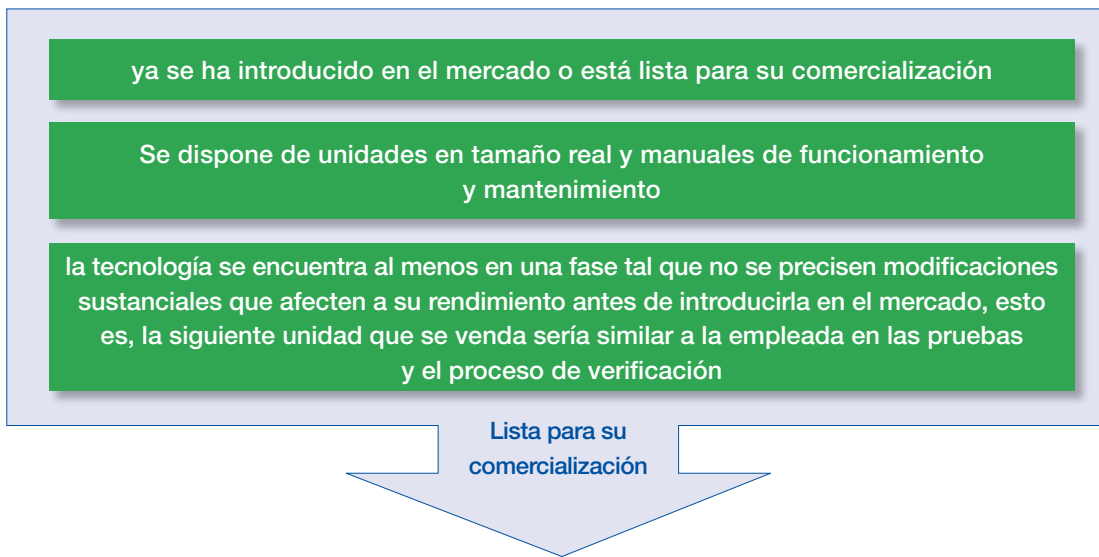 ya se ha introducido en el mercado o está lista para su comercialización
Se dispone de unidades en tamaño real y manuales de funcionamiento
y mantenimiento
la tecnología se encuentra al menos en una fase tal que no se precisen modificaciones
sustanciales que afecten a su rendimiento antes de introducirla en el mercado, esto
es, la siguiente unidad que se venda sería similar a la empleada en las pruebas
y el proceso de verificación
Lista para su
comercialización